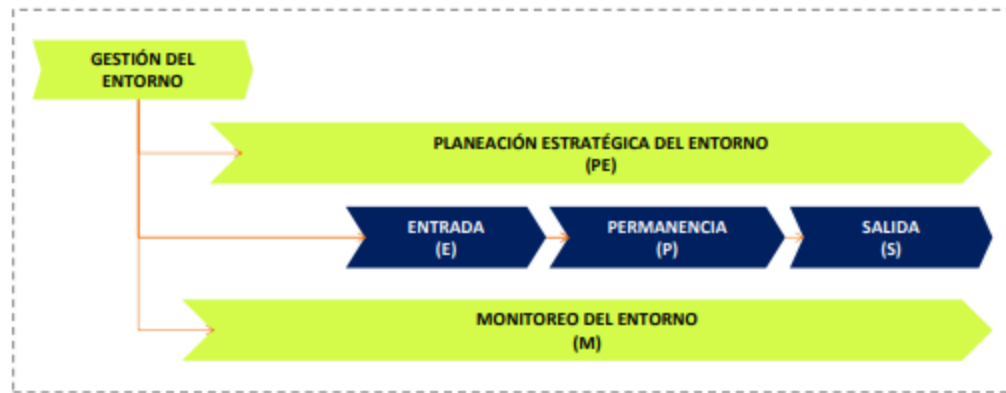 GESTIÓN DEL
ENTORNO
PLANEACIÓN ESTRATÉGICA DEL ENTORNO
(PE)
ENTRADA
(E)
PERMANENCIA
(P)
SALIDA
(S)
MONITOREO DEL ENTORNO
(M)